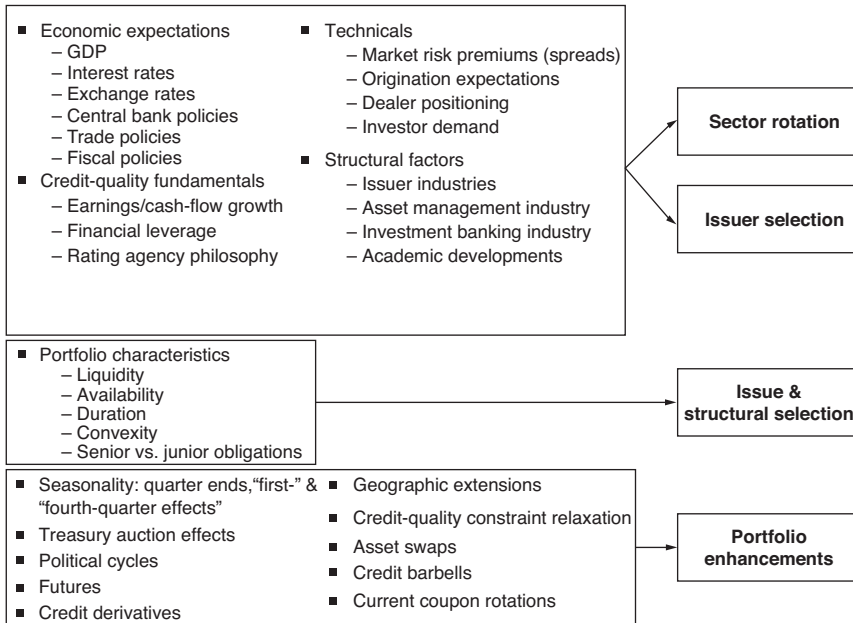 ▪ Economic expectations
– GDP
– Interest rates
– Exchange rates
– Central bank policies
– Trade policies
– Fiscal policies
▪ Credit-quality fundamentals
– Earnings/cash-flow growth
– Financial leverage
– Rating agency philosophy
▪ Technicals
– Market risk premiums (spreads)
– Origination expectations
– Dealer positioning
– Investor demand
▪ Structural factors
– Issuer industries
– Asset management industry
– Investment banking industry
– Academic developments
Sector rotation
Issuer selection
▪ Portfolio characteristics
– Liquidity
– Availability
– Duration
– Convexity
– Senior vs. junior obligations
Issue &
structural selection
▪ Seasonality: quarter ends,“first-” &
“fourth-quarter effects”
▪ Treasury auction effects
▪ Political cycles
▪ Futures
▪ Credit derivatives
▪ Geographic extensions
▪ Credit-quality constraint relaxation
▪ Asset swaps
▪ Credit barbells
▪ Current coupon rotations
Portfolio
enhancements